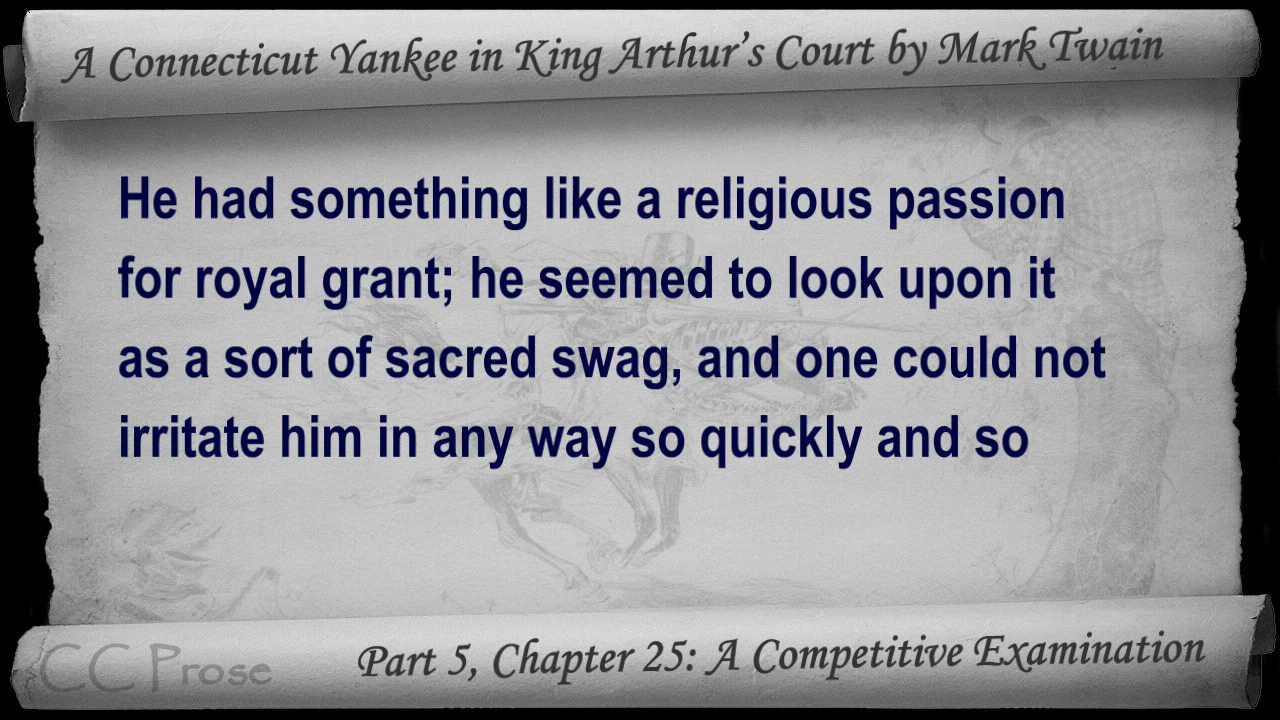 A Connecticut Yankee in King Arthur's Court by Mark Twain
He had something like a religious passion
for royal grant; he seemed to look upon it
as a sort of sacred swag, and one could not
irritate him in any way so quickly and so
CC Prose
Part 5, Chapter 25: A Competitive Examination